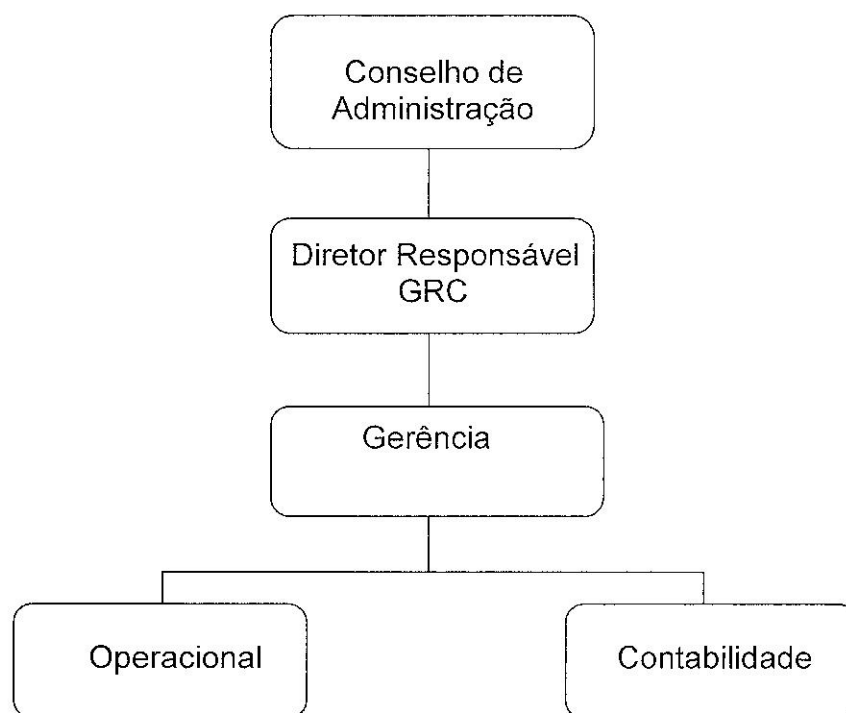 Conselho de
Administração
Diretor Responsável
GRC
Gerência
Operacional
Contabilidade